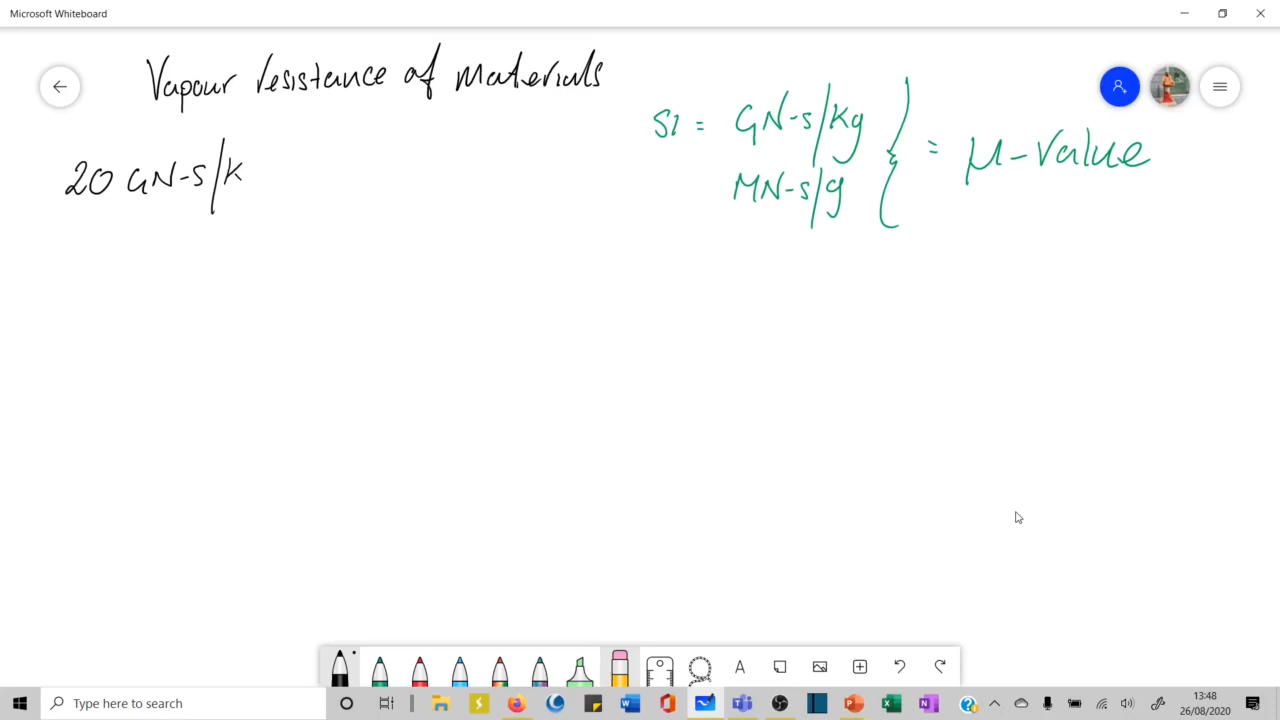 Microsoft Whiteboard
Vapour resistance of materials
SI = GN-s/Kg
MN-s/g
= μ-Value
20 GN-s/K
Type here to search
13:48
26/08/2020